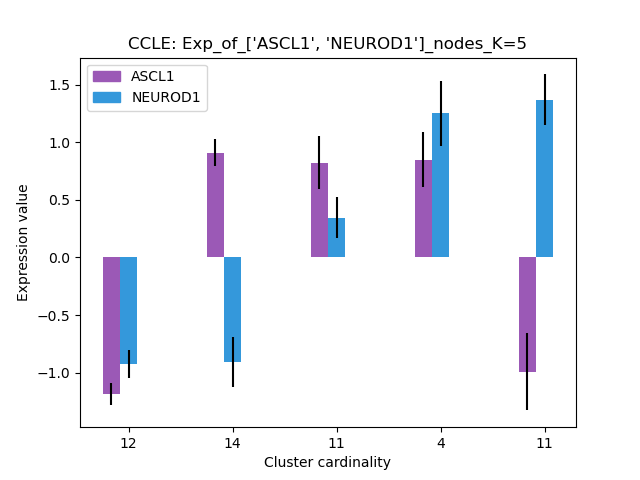 CCLE: Exp_of_['ASCL1', 'NEUROD1']_nodes_K=5
ASCL1
NEUROD1
Expression value
1.5
1.0
0.5
0.0
−0.5
−1.0
12 14 11 4 11
Cluster cardinality